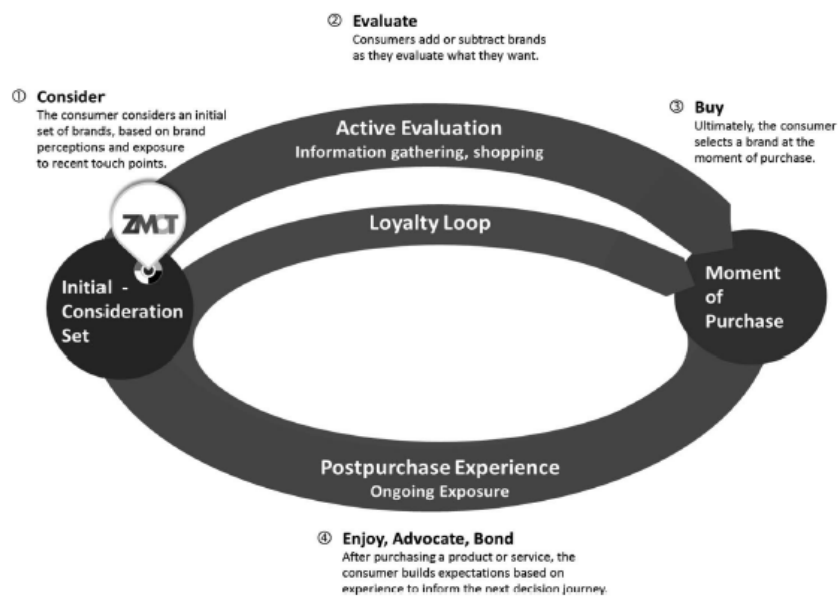 ② Evaluate
Consumers add or subtract brands
as they evaluate what they want.
① Consider
The consumer considers an initial
set of brands, based on brand
perceptions and exposure
to recent touch points.
③ Buy
Ultimately, the consumer
selects a brand at the
moment of purchase.
Active Evaluation
Information gathering, shopping
ZMOT
Loyalty Loop
Initial -
Consideration
Set
Moment
of
Purchase
Postpurchase Experience
Ongoing Exposure
④ Enjoy, Advocate, Bond
After purchasing a product or service, the
consumer builds expectations based on
experience to inform the next decision journey.